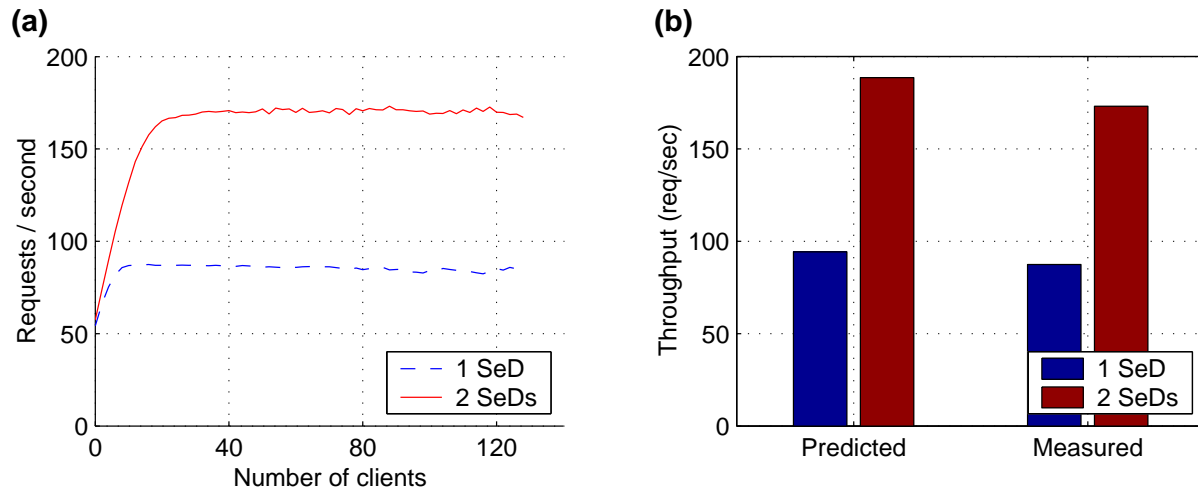 (a)
200
150
100
50
0
0 40 80 120
Requests / second
Number of clients
1 SeD
2 SeDs
(b)
200
150
100
50
0
Predicted Measured
Throughput (req/sec)
1 SeD
2 SeDs